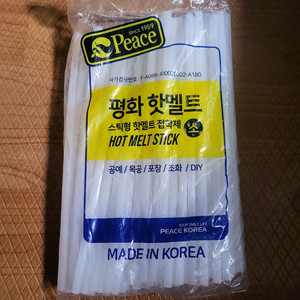 SINCE 1959
Peace
평화 핫멜트
스틱형 핫멜트 접착제
소
HOT MELT STICK
공예 / 목공 / 포장 / 조화 / DIY
PEACE KOREA
MADE IN KOREA